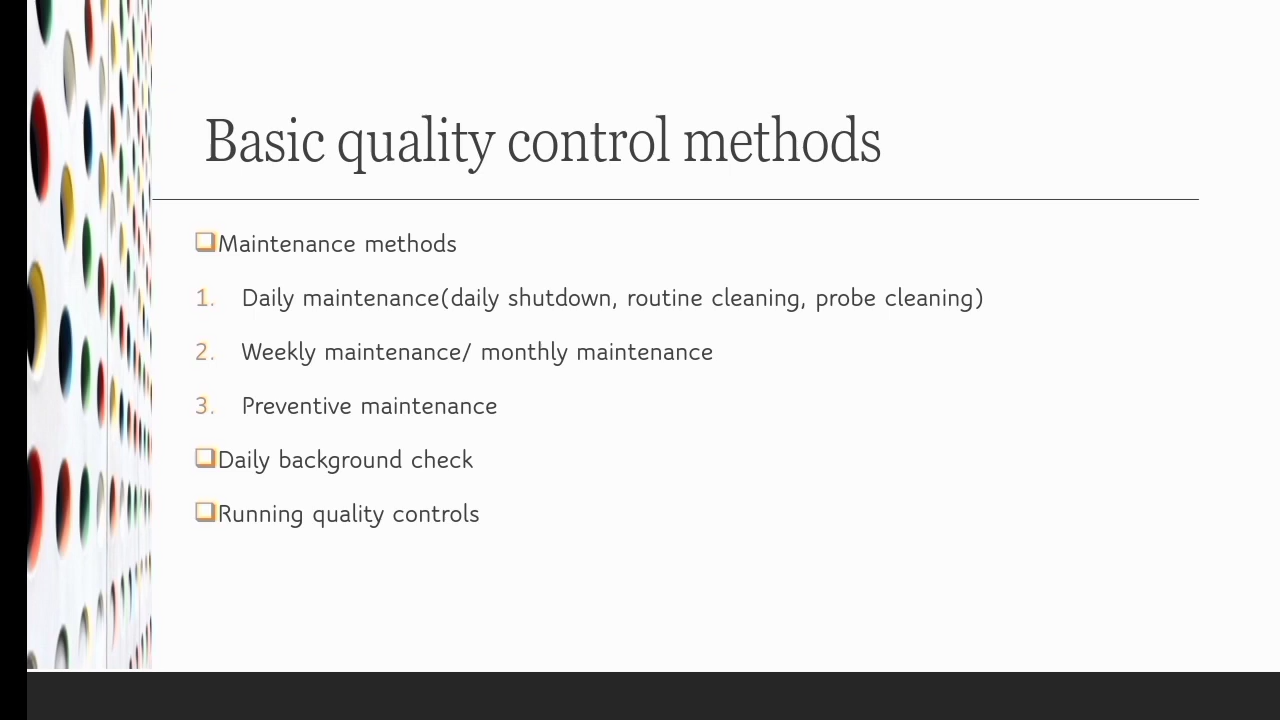 Basic quality control methods
❑Maintenance methods
1. Daily maintenance(daily shutdown, routine cleaning, probe cleaning)
2. Weekly maintenance/ monthly maintenance
3. Preventive maintenance
❑Daily background check
❑Running quality controls